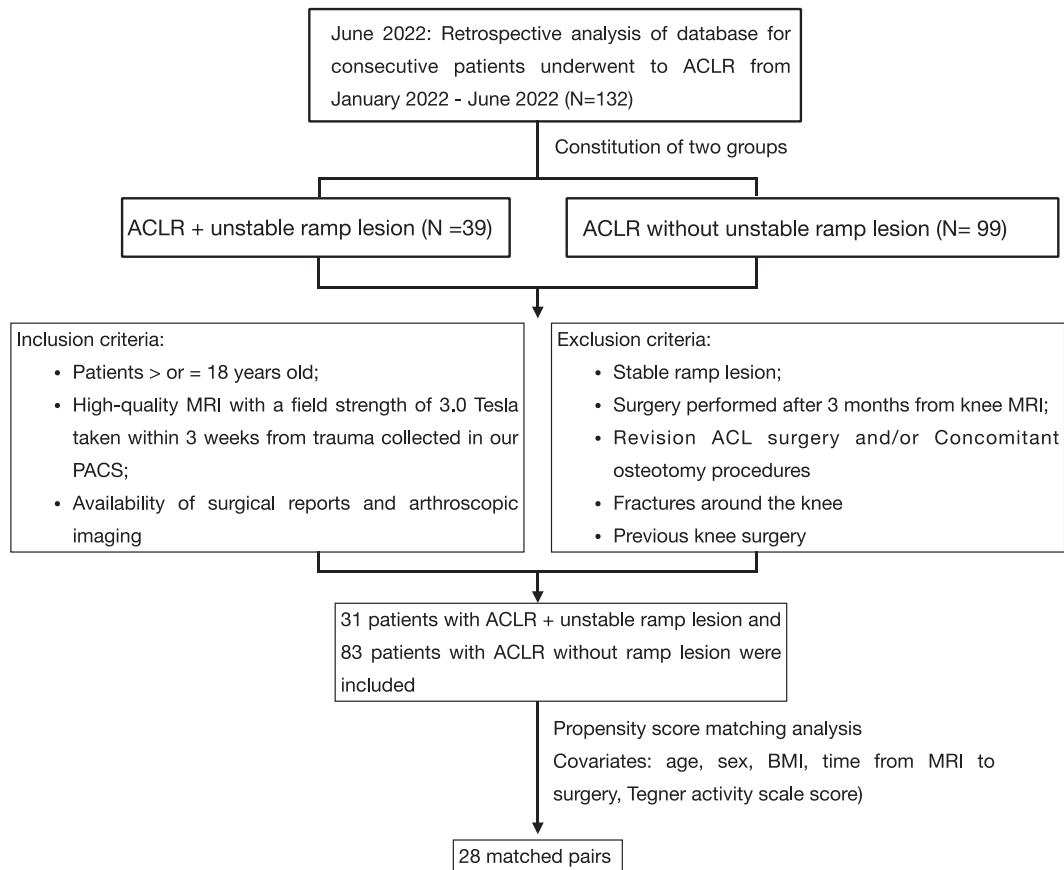 June 2022: Retrospective analysis of database for
consecutive patients underwent to ACLR from
January 2022 - June 2022 (N=132)
Constitution of two groups
ACLR + unstable ramp lesion (N =39)
ACLR without unstable ramp lesion (N= 99)
Inclusion criteria:
• Patients > or = 18 years old;
• High-quality MRI with a field strength of 3.0 Tesla
taken within 3 weeks from trauma collected in our
PACS;
• Availability of surgical reports and arthroscopic
imaging
Exclusion criteria:
• Stable ramp lesion;
• Surgery performed after 3 months from knee MRI;
• Revision ACL surgery and/or Concomitant
osteotomy procedures
• Fractures around the knee
• Previous knee surgery
31 patients with ACLR + unstable ramp lesion and
83 patients with ACLR without ramp lesion were
included
Propensity score matching analysis
Covariates: age, sex, BMI, time from MRI to
surgery, Tegner activity scale score)
28 matched pairs